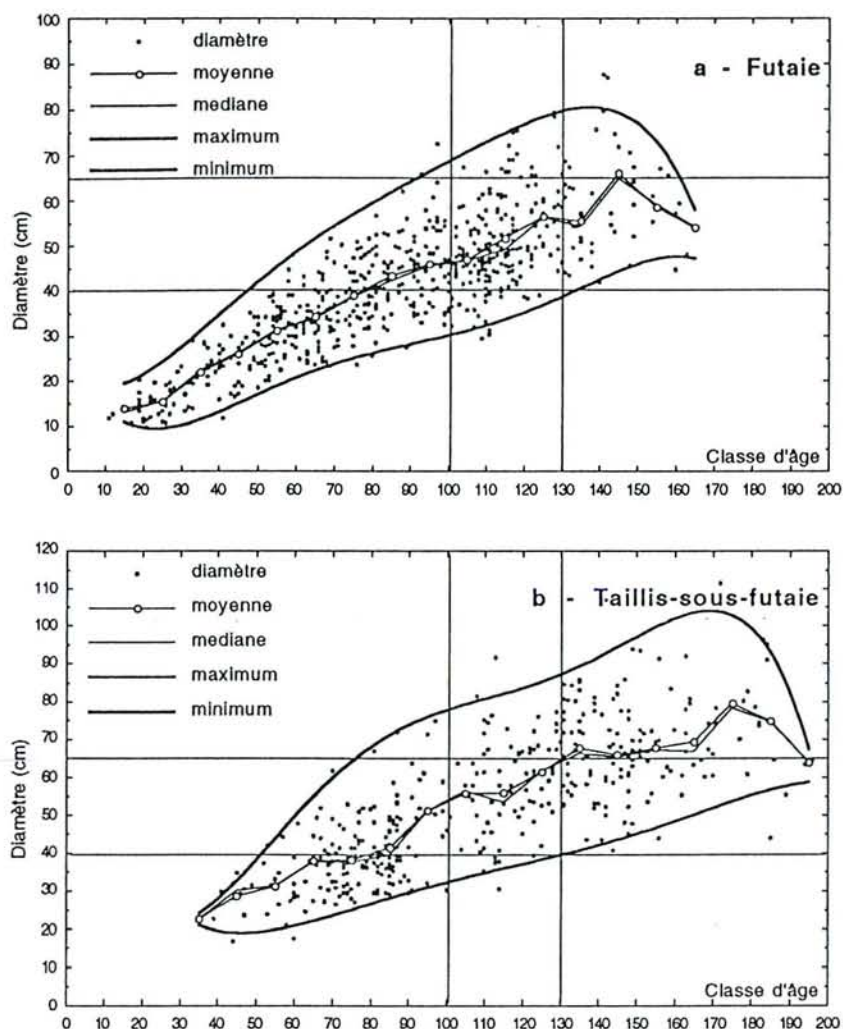 100
90
80
70
60
50
40
30
20
10
0
Diamètre (cm)
diamètre
moyenne
mediane
maximum
minimum
a - Futaie
Classe d'âge
0 10 20 30 40 50 60 70 80 90 100 110 120 130 140 150 160 170 180 190 200
120
110
100
90
80
70
60
50
40
30
20
10
0
Diamètre (cm)
diamètre
moyenne
mediane
maximum
minimum
b - Taillis-sous-futaie
Classe d'âge
0 10 20 30 40 50 60 70 80 90 100 110 120 130 140 150 160 170 180 190 200